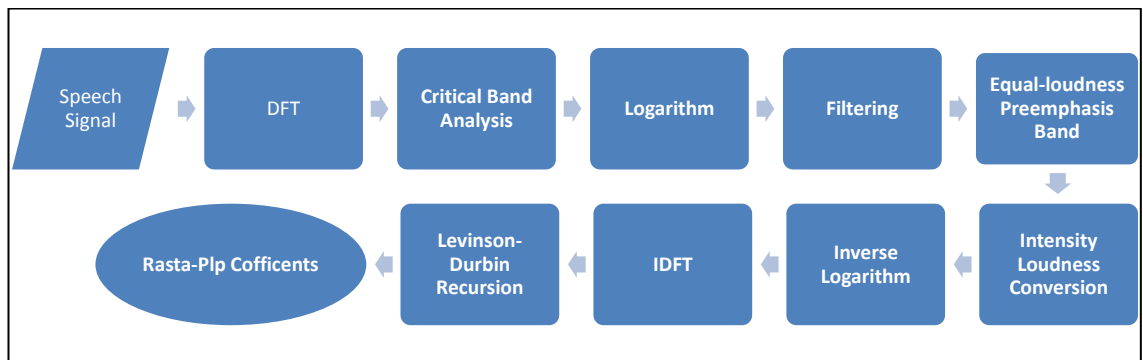 Speech
Signal
DFT
Critical Band
Analysis
Logarithm
Filtering
Equal-loudness
Preemphasis
Band
Intensity
Loudness
Conversion
Inverse
Logarithm
IDFT
Levinson-
Durbin
Recursion
Rasta-Plp Cofficents